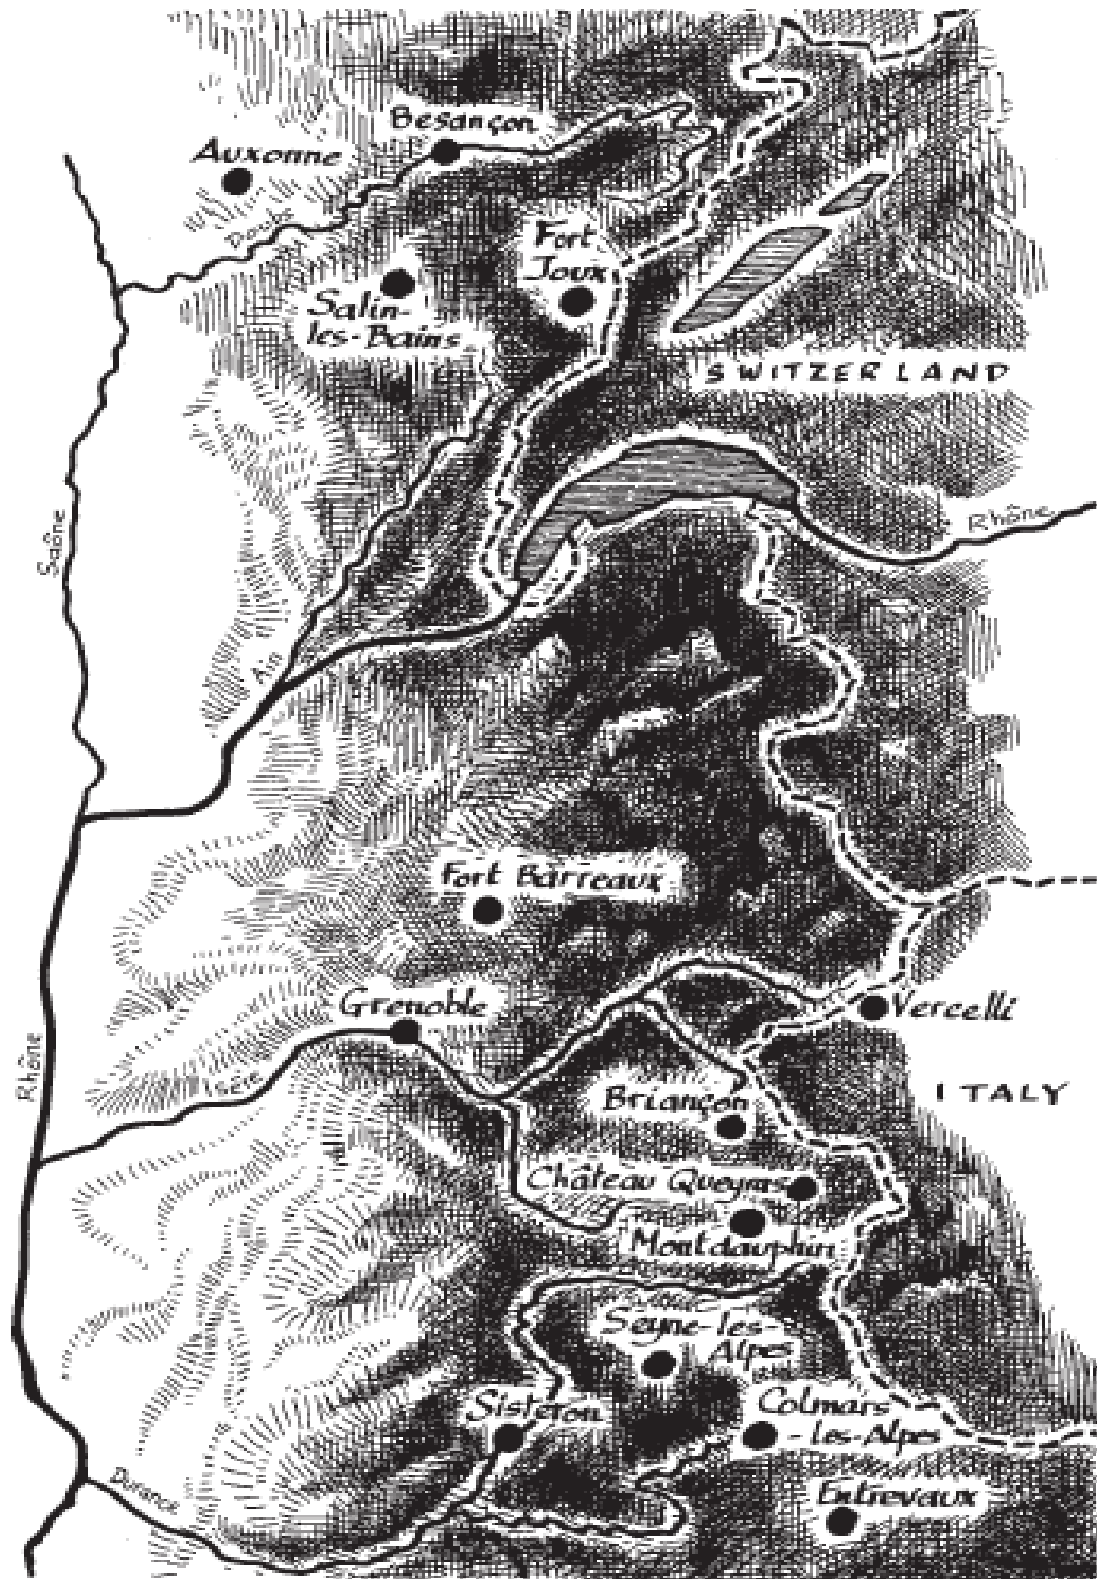 Besançon
Auxonne
Doubs
Fort
Joux
Salin-
les-Bains
SWITZERLAND
Saône
Rhône
Ain
Fort Barreaux
Grenoble
Vercelli
Rhône
Isère
ITALY
Briançon
Château Queyras
Montdauphin
Seyne-les-
Alpes
Sisteron
Colmars
-les-Alpes
Durance
Entrevaux